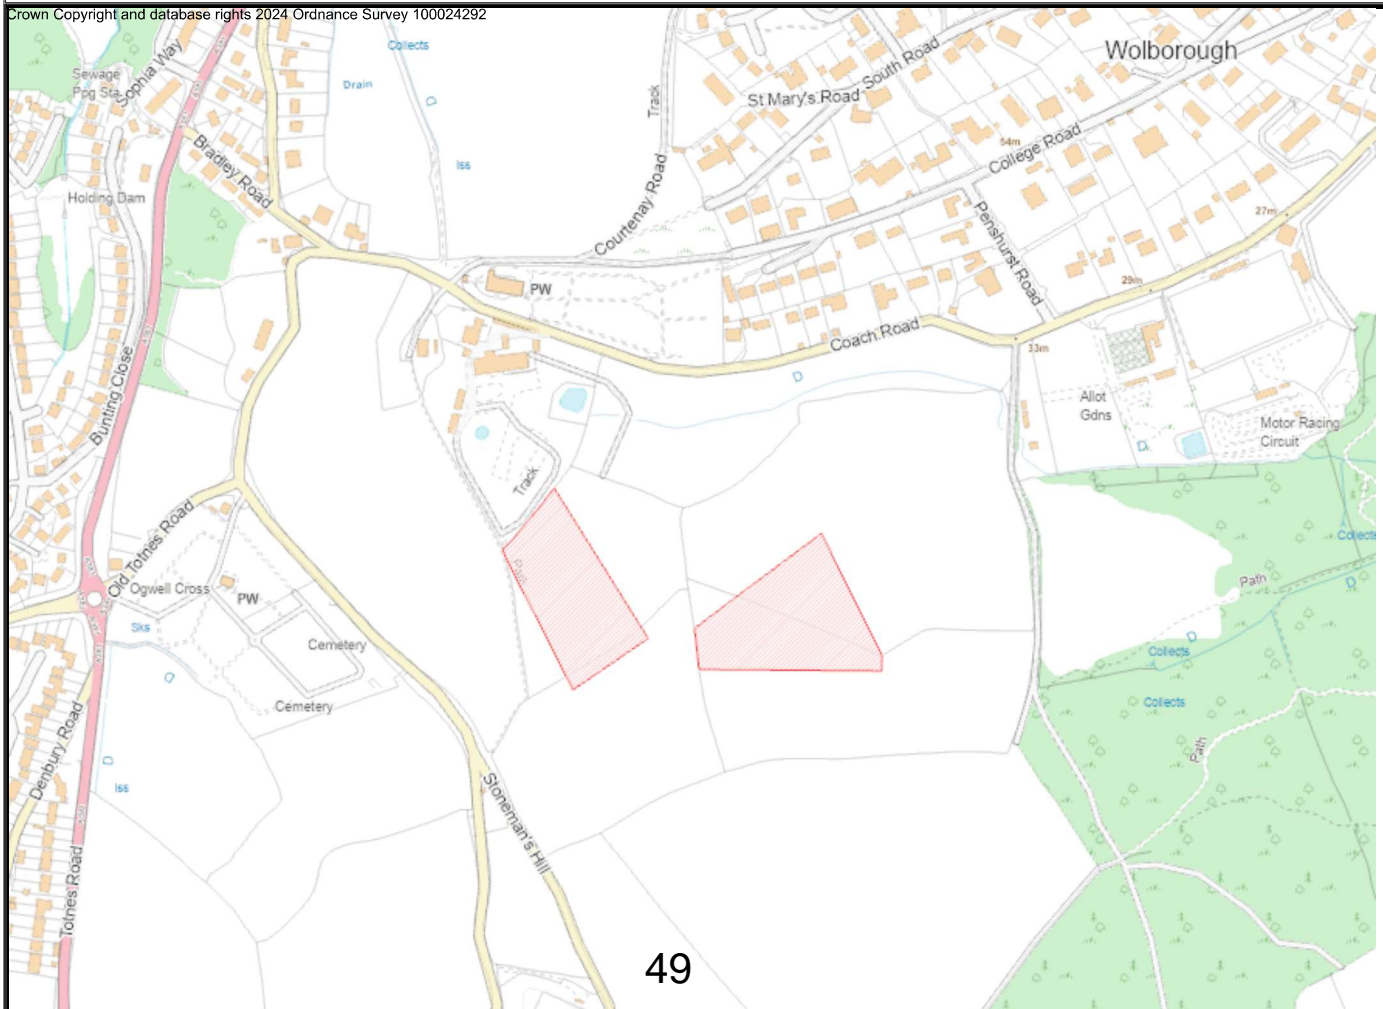 Crown Copyright and database rights 2024 Ordnance Survey 100024292
Sewage
Ppg Sta
Sophia Way
Collects
Drain
D
Iss
Track
South Road
St Mary's Road
Wolborough
College Road
54m
Bradley Road
Holding Dam
Courtenay Road
Penshurst Road
27m
29m
PW
Coach Road
33m
D
Bunting Close
Allot
Gdns
D
Motor Racing
Circuit
Track
Old Totnes Road
Ogwell Cross
PW
Sks
Path
Cemetery
Cemetery
D
Collects
Path
D
D
Collects
Collects
Path
Denbury Road
D
Iss
Stoneman's Hill
Totnes Road
49